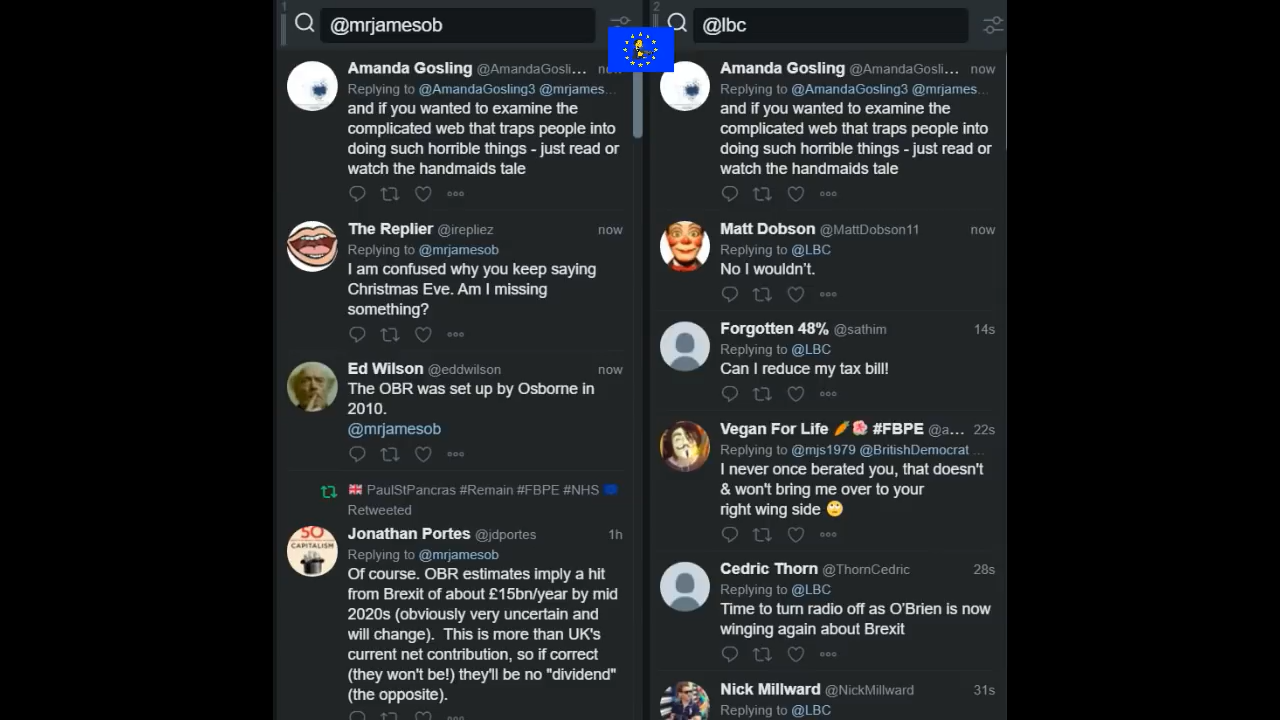 1
@mrjamesob
Amanda Gosling @AmandaGosli... now
Replying to @AmandaGosling3 @mrjames...
and if you wanted to examine the
complicated web that traps people into
doing such horrible things - just read or
watch the handmaids tale
The Replier @irepliez now
Replying to @mrjamesob
I am confused why you keep saying
Christmas Eve. Am I missing
something?
Ed Wilson @eddwilson now
The OBR was set up by Osborne in
2010.
@mrjamesob
PaulStPancras #Remain #FBPE #NHS
Retweeted
Jonathan Portes @jdportes 1h
50
CAPITALISM
Replying to @mrjamesob
Of course. OBR estimates imply a hit
from Brexit of about £15bn/year by mid
2020s (obviously very uncertain and
will change).  This is more than UK's
current net contribution, so if correct
(they won't be!) they'll be no "dividend"
(the opposite).
2
@lbc
Amanda Gosling @AmandaGosli... now
Replying to @AmandaGosling3 @mrjames...
and if you wanted to examine the
complicated web that traps people into
doing such horrible things - just read or
watch the handmaids tale
Matt Dobson @MattDobson11 now
Replying to @LBC
No I wouldn't.
Forgotten 48% @sathim 14s
Replying to @LBC
Can I reduce my tax bill!
Vegan For Life 🥕🌺 #FBPE @a... 22s
Replying to @mjs1979 @BritishDemocrat ...
I never once berated you, that doesn't
& won't bring me over to your
right wing side 🙄
Cedric Thorn @ThornCedric 28s
Replying to @LBC
Time to turn radio off as O'Brien is now
winging again about Brexit
Nick Millward @NickMillward 31s
Replying to @LBC